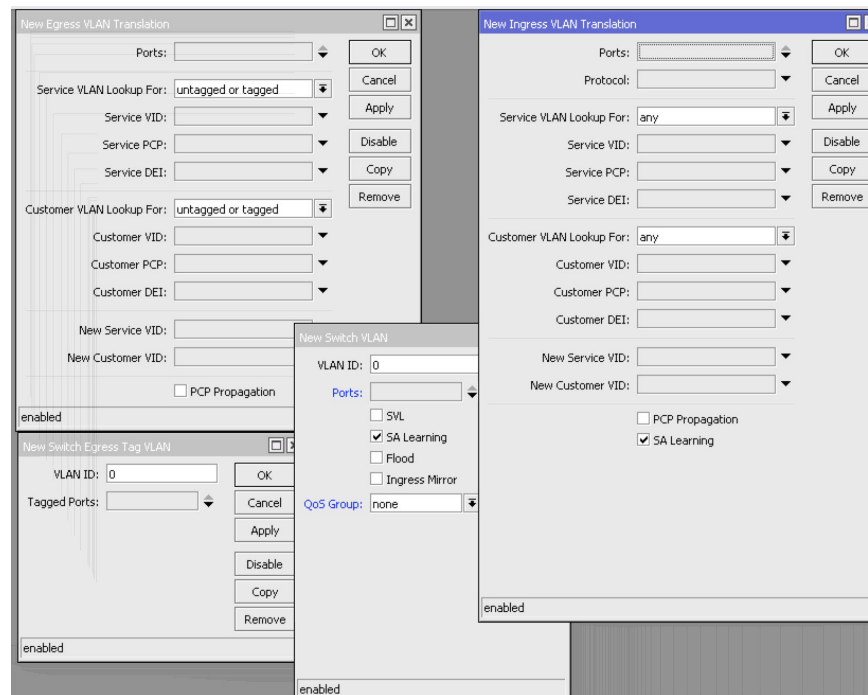 New Egress VLAN Translation
Ports:
OK
Cancel
Service VLAN Lookup For: untagged or tagged
Apply
Service VID:
Service PCP:
Disable
Service DEI:
Copy
Remove
Customer VLAN Lookup For: untagged or tagged
Customer VID:
Customer PCP:
Customer DEI:
New Service VID:
New Customer VID:
PCP Propagation
enabled
New Ingress VLAN Translation
Ports:
OK
Protocol:
Cancel
Apply
Service VLAN Lookup For: any
Service VID:
Disable
Service PCP:
Copy
Service DEI:
Remove
Customer VLAN Lookup For: any
Customer VID:
Customer PCP:
Customer DEI:
New Service VID:
New Customer VID:
PCP Propagation
SA Learning
enabled
New Switch Egress Tag VLAN
VLAN ID: 0
OK
Tagged Ports:
Cancel
Apply
Disable
Copy
Remove
enabled
New Switch VLAN
VLAN ID: 0
Ports:
SVL
SA Learning
Flood
Ingress Mirror
QoS Group: none
enabled